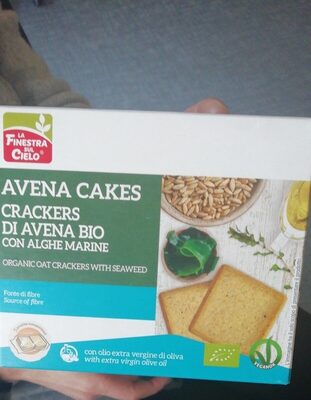 LA
FINESTRA
SUL
CIELO®
AVENA CAKES
CRACKERS
DI AVENA BIO
CON ALGHE MARINE
ORGANIC OAT CRACKERS WITH SEAWEED
Fonte di fibre
Source of fibre
con olio extra vergine di oliva
with extra virgin olive oil
VEGANOK